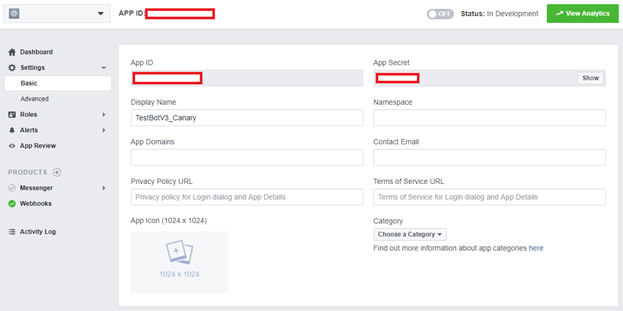 APP ID:
OFF
Status: In Development
View Analytics
Dashboard
Settings
Basic
Advanced
Roles
Alerts
App Review
PRODUCTS
Messenger
Webhooks
Activity Log
App ID
App Secret
Show
Display Name
Namespace
TestBotV3_Canary
App Domains
Contact Email
Privacy Policy URL
Terms of Service URL
Privacy policy for Login dialog and App Details
Terms of Service for Login dialog and App Details
App Icon (1024 x 1024)
Category
Choose a Category
Find out more information about app categories here
1024 x 1024